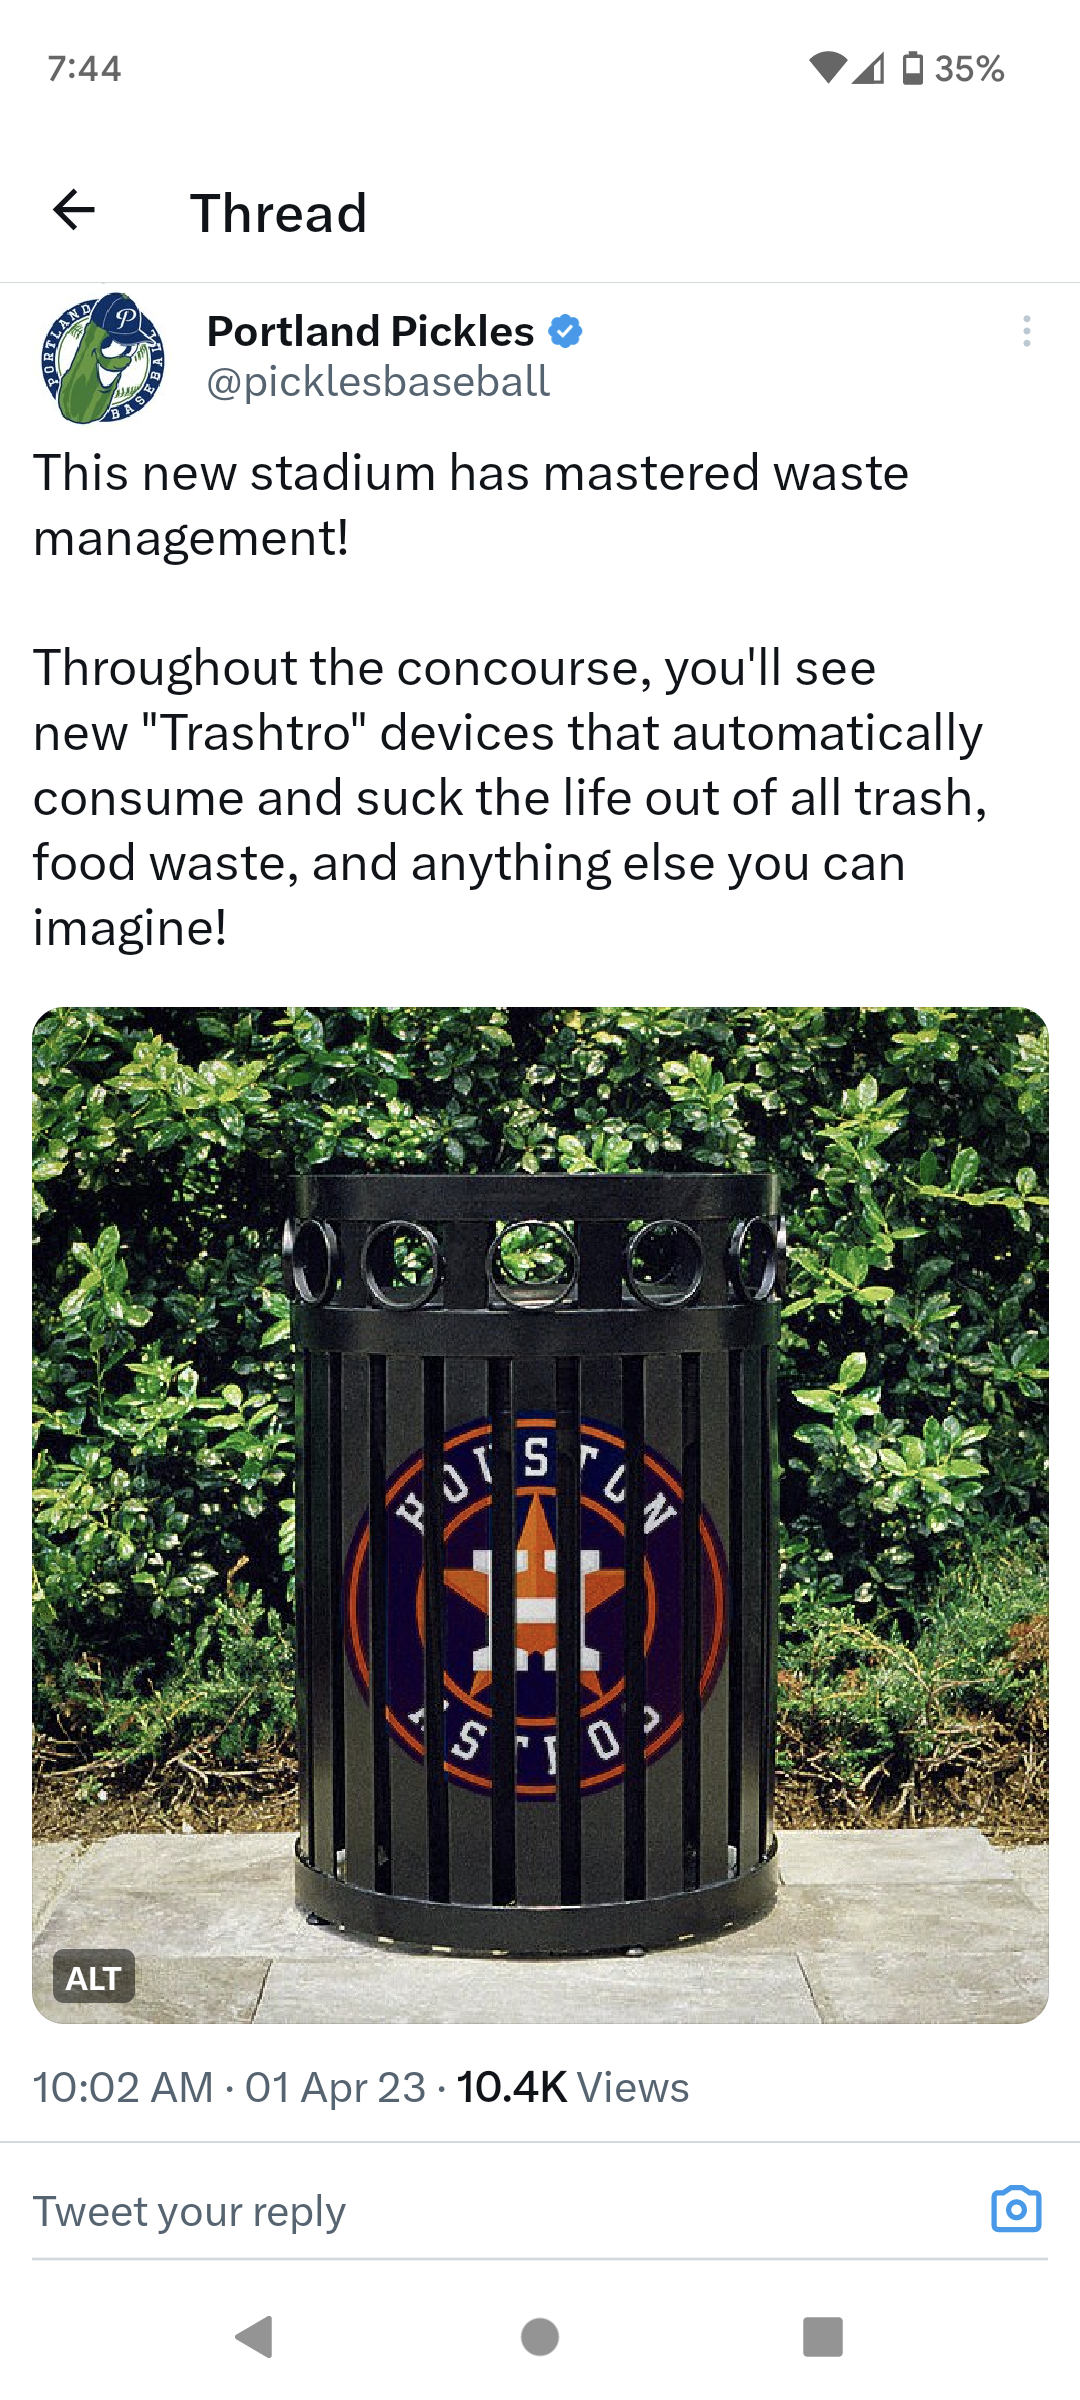 7:44
35%
Thread
PORTLAND
BASEBALL
P
Portland Pickles
@picklesbaseball
This new stadium has mastered waste
management!
Throughout the concourse, you'll see
new "Trashtro" devices that automatically
consume and suck the life out of all trash,
food waste, and anything else you can
imagine!
HOUSTON
H
ASTROS
ALT
10:02 AM · 01 Apr 23 · 10.4K Views
Tweet your reply